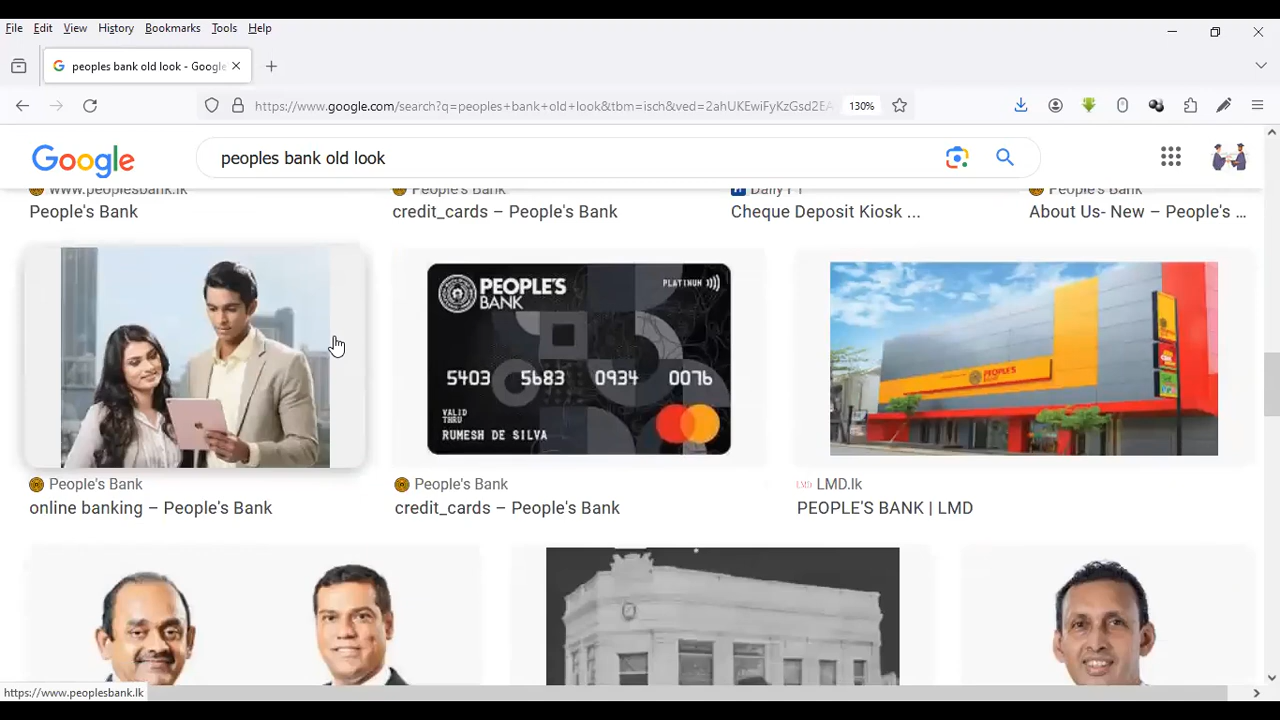 File Edit View History Bookmarks Tools Help
peoples bank old look - Google
https://www.google.com/search?q=peoples+bank+old+look&tbm=isch&ved=2ahUKEwiFyKzGsd2EA
130%
Google
peoples bank old look
www.peoplesbank.lk
People's Bank
People's Bank
credit_cards – People's Bank
Daily FT
Cheque Deposit Kiosk ...
People's Bank
About Us- New – People's ...
PEOPLE'S
BANK
PLATINUM
5403 5683 0934 0076
VALID
THRU
RUMESH DE SILVA
PEOPLE'S
BANK
People's Bank
online banking – People's Bank
People's Bank
credit_cards – People's Bank
LMD LMD.lk
PEOPLE'S BANK | LMD
https://www.peoplesbank.lk